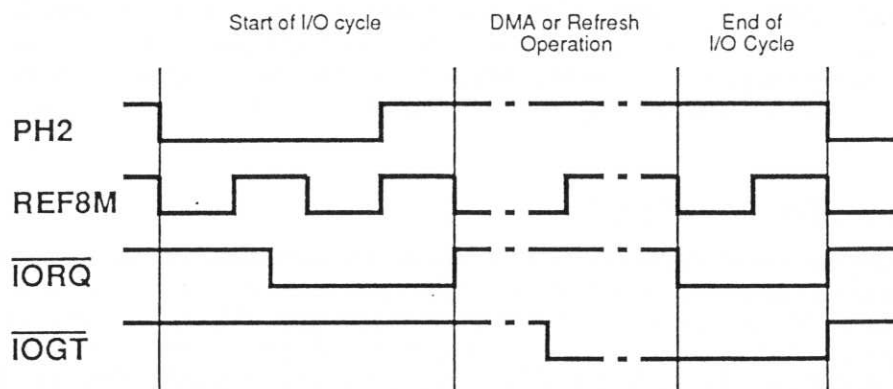 Start of I/O cycle
DMA or Refresh
Operation
End of
I/O Cycle
PH2
REF8M
IORQ
IOGT